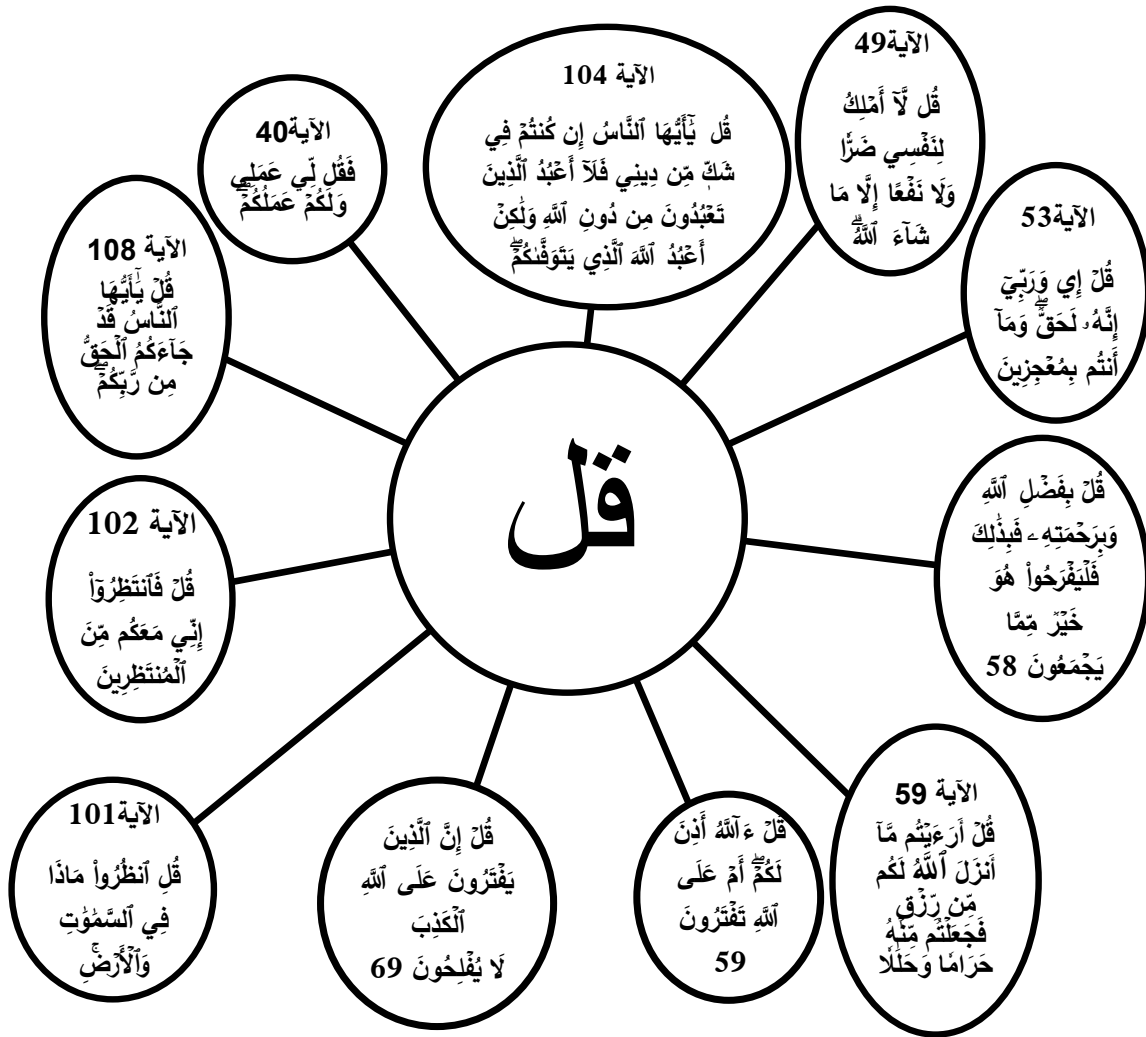 قل
الآية49
قُل لَّآ أَمۡلِكُ
لِنَفۡسِي ضَرّٗا
وَلَا نَفۡعًا إِلَّا مَا
شَآءَ ٱللَّهُۗ
الآية53
قُلۡ إِي وَرَبِّيٓ
إِنَّهُۥ لَحَقّٞۖ وَمَآ
أَنتُم بِمُعۡجِزِينَ
قُلۡ بِفَضۡلِ ٱللَّهِ
وَبِرَحۡمَتِهِۦ فَبِذَٰلِكَ
فَلۡيَفۡرَحُواْ هُوَ
خَيۡرٞ مِّمَّا
يَجۡمَعُونَ 58
الآية 59
قُلۡ أَرَءَيۡتُم مَّآ
أَنزَلَ ٱللَّهُ لَكُم
مِّن رِّزۡقٖ
فَجَعَلۡتُم مِّنۡهُ
حَرَامٗا وَحَلَٰلٗا
قُلۡ ءَآللَّهُ أَذِنَ
لَكُمۡۖ أَمۡ عَلَى
ٱللَّهِ تَفۡتَرُونَ
59
قُلۡ إِنَّ ٱلَّذِينَ
يَفۡتَرُونَ عَلَى ٱللَّهِ
ٱلۡكَذِبَ
لَا يُفۡلِحُونَ 69
الآية101
قُلِ ٱنظُرُواْ مَاذَا
فِي ٱلسَّمَٰوَٰتِ
وَٱلۡأَرۡضِۚ
الآية 102
قُلۡ فَٱنتَظِرُوٓاْ
إِنِّي مَعَكُم مِّنَ
ٱلۡمُنتَظِرِينَ
الآية 108
قُلۡ يَٰٓأَيُّهَا
ٱلنَّاسُ قَدۡ
جَآءَكُمُ ٱلۡحَقُّ
مِن رَّبِّكُمۡۖ
الآية40
فَقُل لِّي عَمَلِي
وَلَكُمۡ عَمَلُكُمۡۖ
الآية 104
قُلۡ يَٰٓأَيُّهَا ٱلنَّاسُ إِن كُنتُمۡ فِي
شَكّٖ مِّن دِينِي فَلَآ أَعۡبُدُ ٱلَّذِينَ
تَعۡبُدُونَ مِن دُونِ ٱللَّهِ وَلَٰكِنۡ
أَعۡبُدُ ٱللَّهَ ٱلَّذِي يَتَوَفَّىٰكُمۡۖ